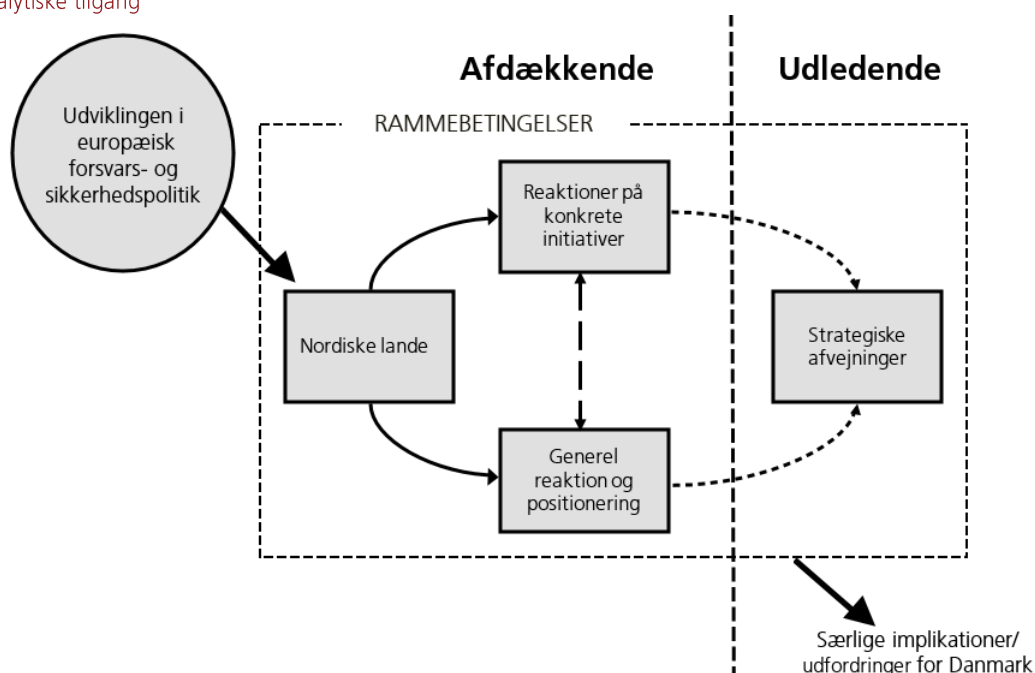 tilgang
Afdækkende
Udledende
RAMMEBETINGELSER
Udviklingen i
europæisk
forsvars- og
sikkerhedspolitik
Reaktioner på
konkrete
initiativer
Nordiske lande
Strategiske
afvejninger
Generel
reaktion og
positionering
Særlige implikationer/
udfordringer for Danmark